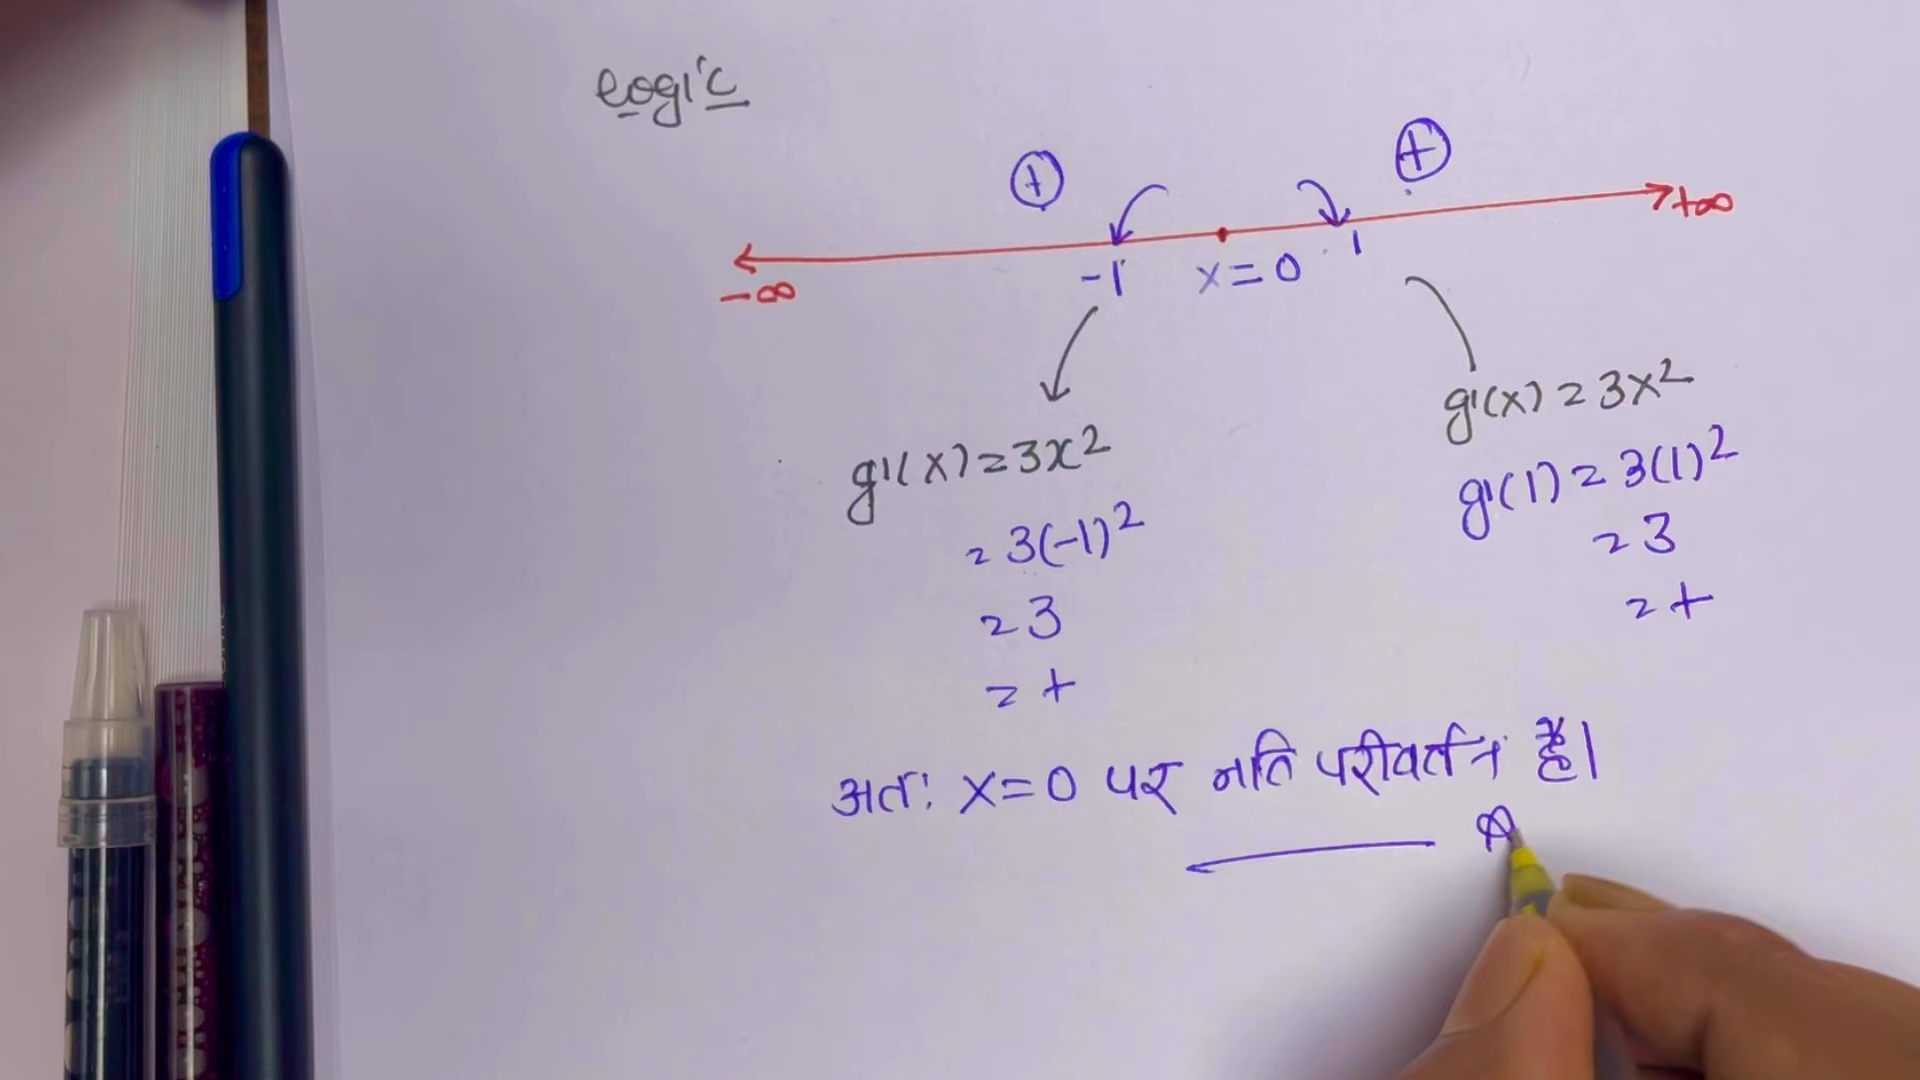 logic
+ +
-∞ -1 x=0 1 +∞
g'(x)=3x²
=3(-1)²
=3
=+
g'(x)=3x²
g'(1)=3(1)²
=3
=+
अतः x=0 पर नति परीवर्तन है।
A